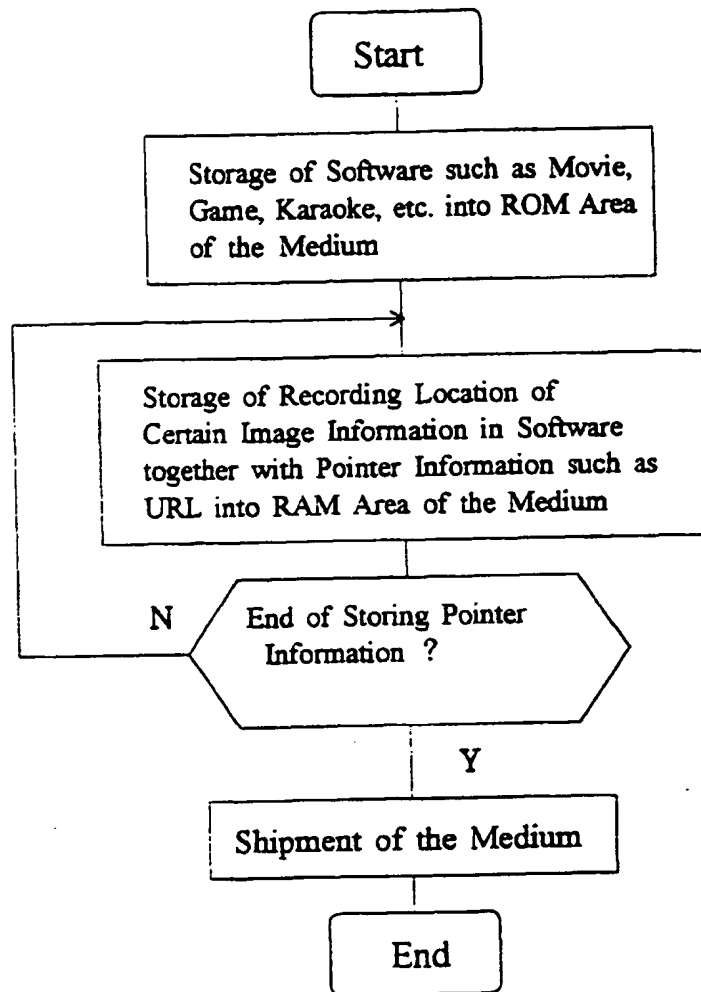 Start
Storage of Software such as Movie,
Game, Karaoke, etc. into ROM Area
of the Medium
Storage of Recording Location of
Certain Image Information in Software
together with Pointer Information such as
URL into RAM Area of the Medium
N
End of Storing Pointer
Information ?
Y
Shipment of the Medium
End